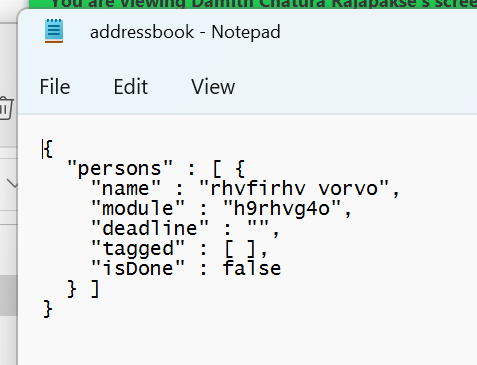 You are viewing Damith Chatura Rajapakse's scree
addressbook - Notepad
File Edit View
{
  "persons" : [ {
    "name" : "rhvfirhv vorvo",
    "module" : "h9rhvg4o",
    "deadline" : "",
    "tagged" : [ ],
    "isDone" : false
  } ]
}